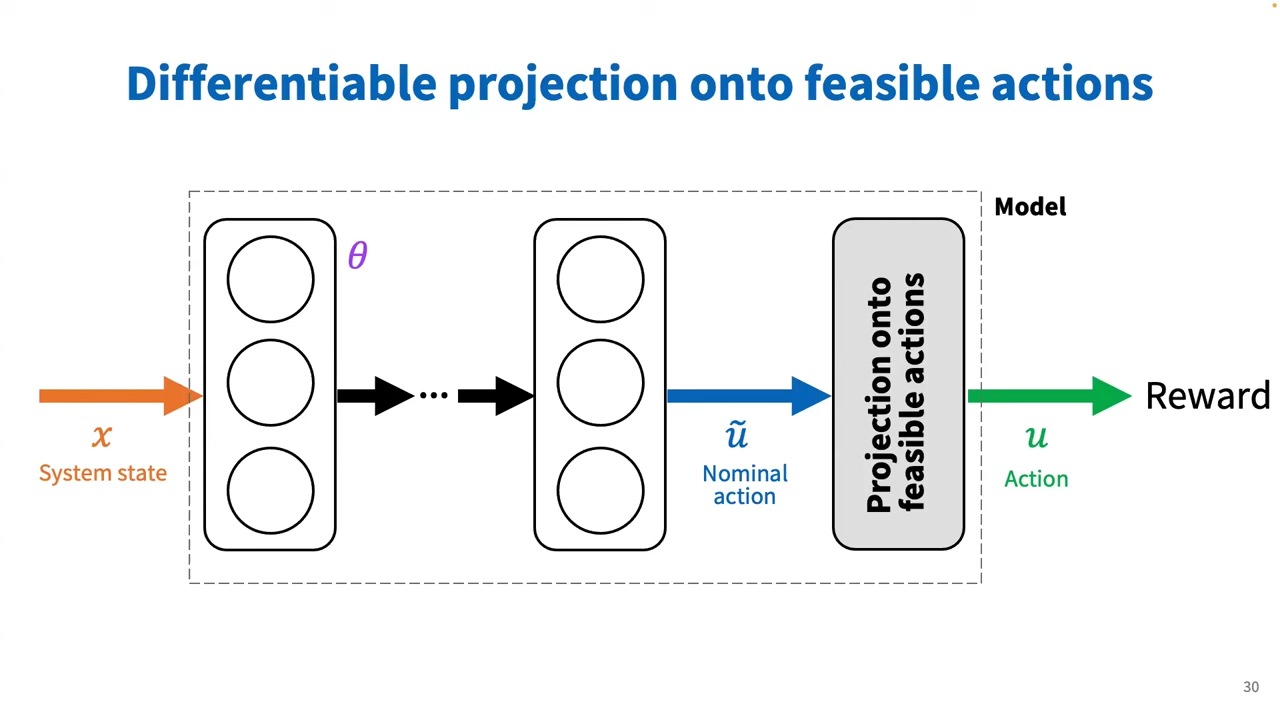 Differentiable projection onto feasible actions
Model
θ
Projection onto
feasible actions
...
Reward
x
System state
ũ
Nominal
action
u
Action
30